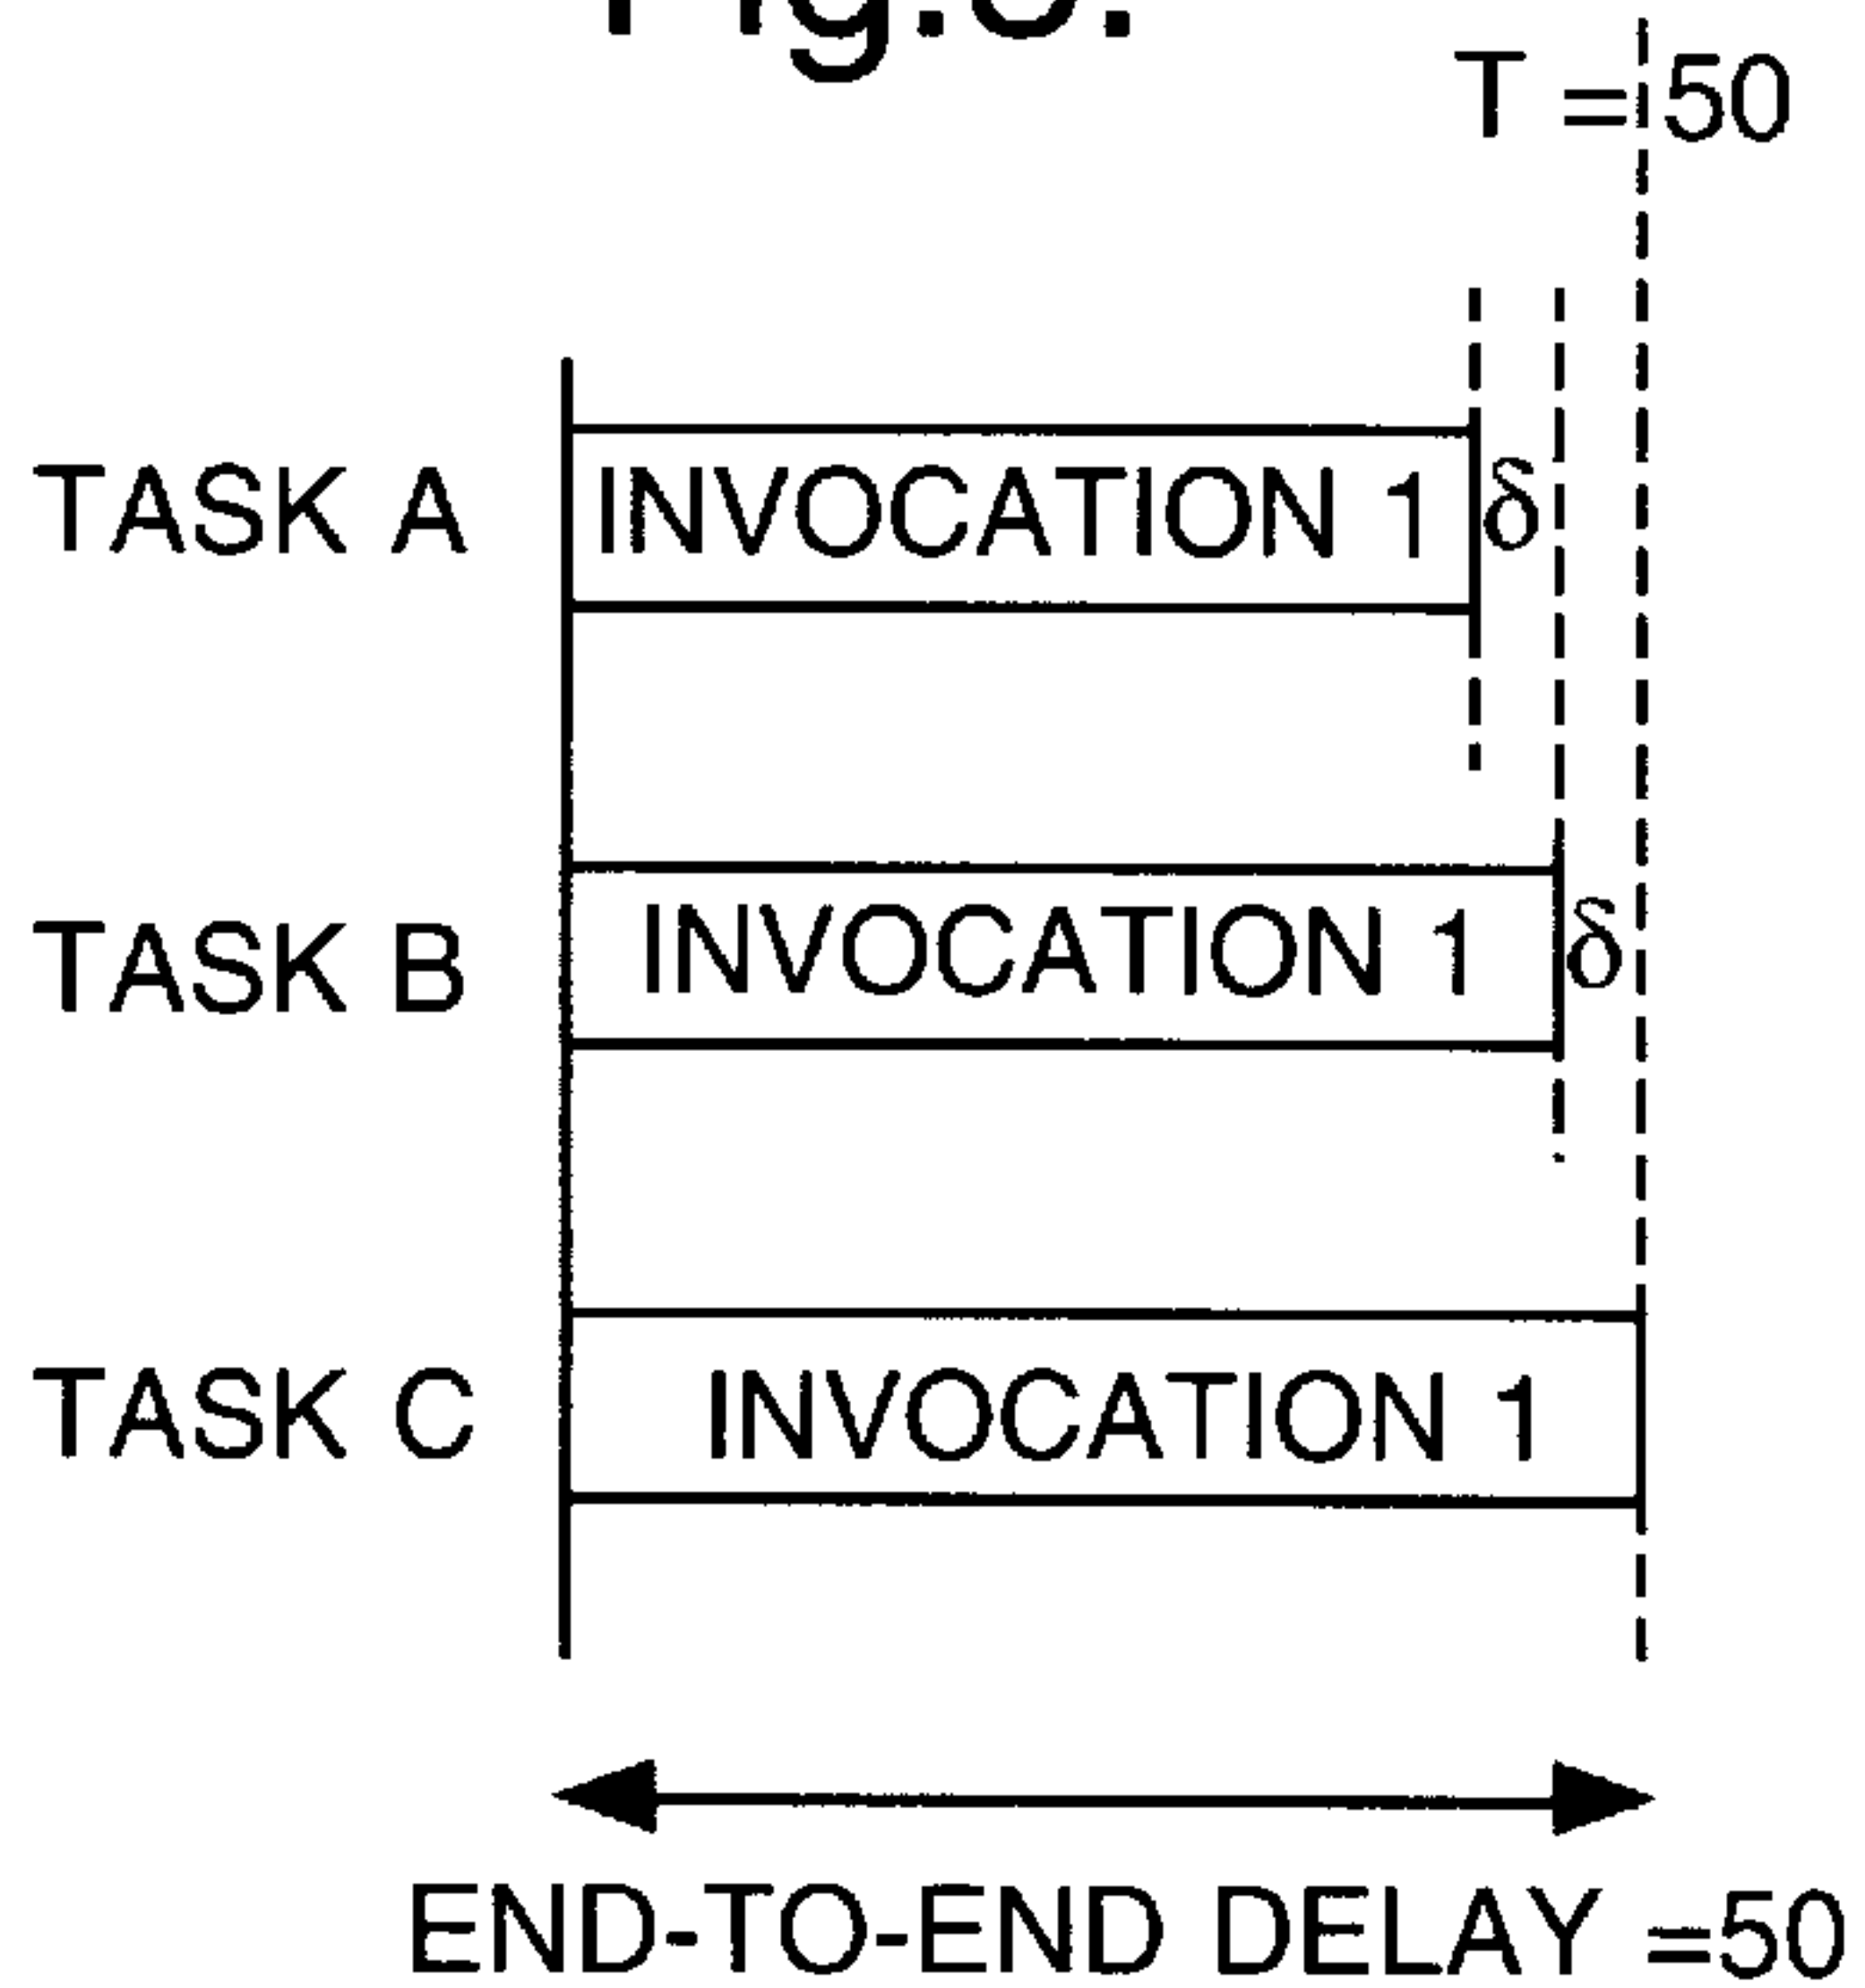 T = 50
TASK A INVOCATION 1 δ
TASK B INVOCATION 1 δ
TASK C INVOCATION 1
END-TO-END DELAY =50